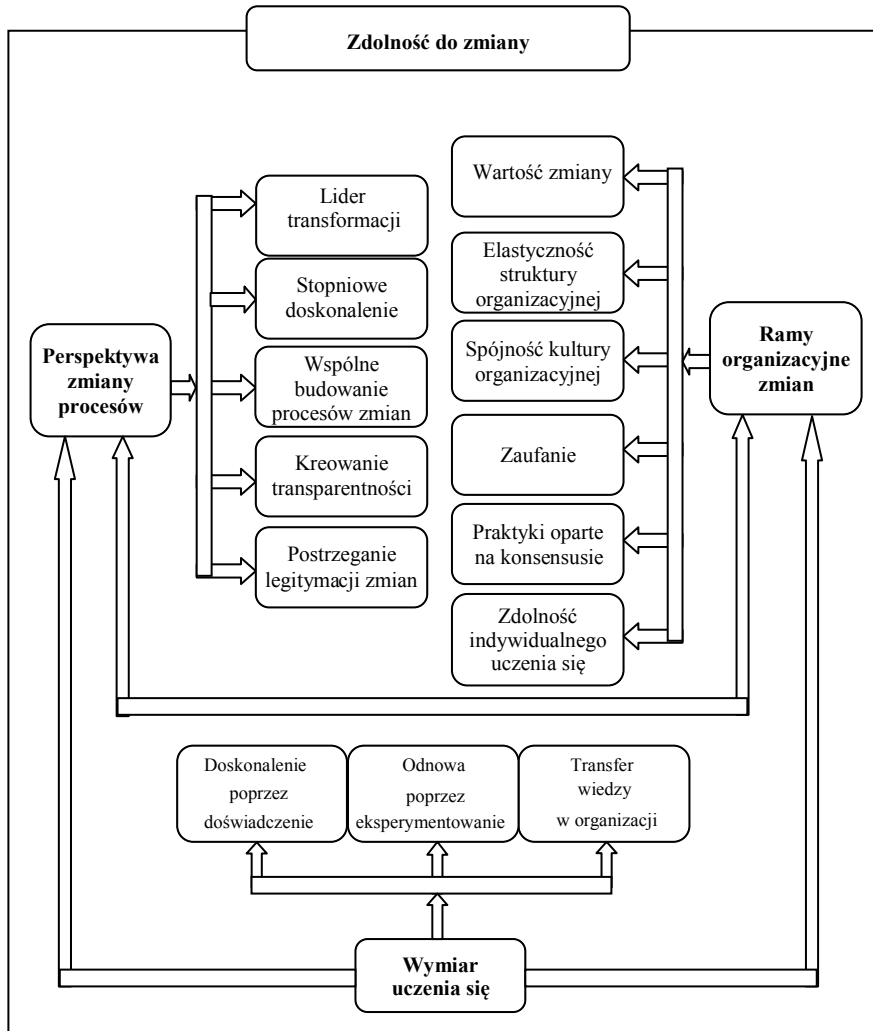 Zdolność do zmiany
Perspektywa
zmiany
procesów
Lider
transformacji
Stopniowe
doskonalenie
Wspólne
budowanie
procesów zmian
Kreowanie
transparentności
Postrzeganie
legitymacji zmian
Wartość zmiany
Elastyczność
struktury
organizacyjnej
Spójność kultury
organizacyjnej
Zaufanie
Praktyki oparte
na konsensusie
Zdolność
indywidualnego
uczenia się
Ramy
organizacyjne
zmian
Doskonalenie
poprzez
doświadczenie
Odnowa
poprzez
eksperymentowanie
Transfer
wiedzy
w organizacji
Wymiar
uczenia się